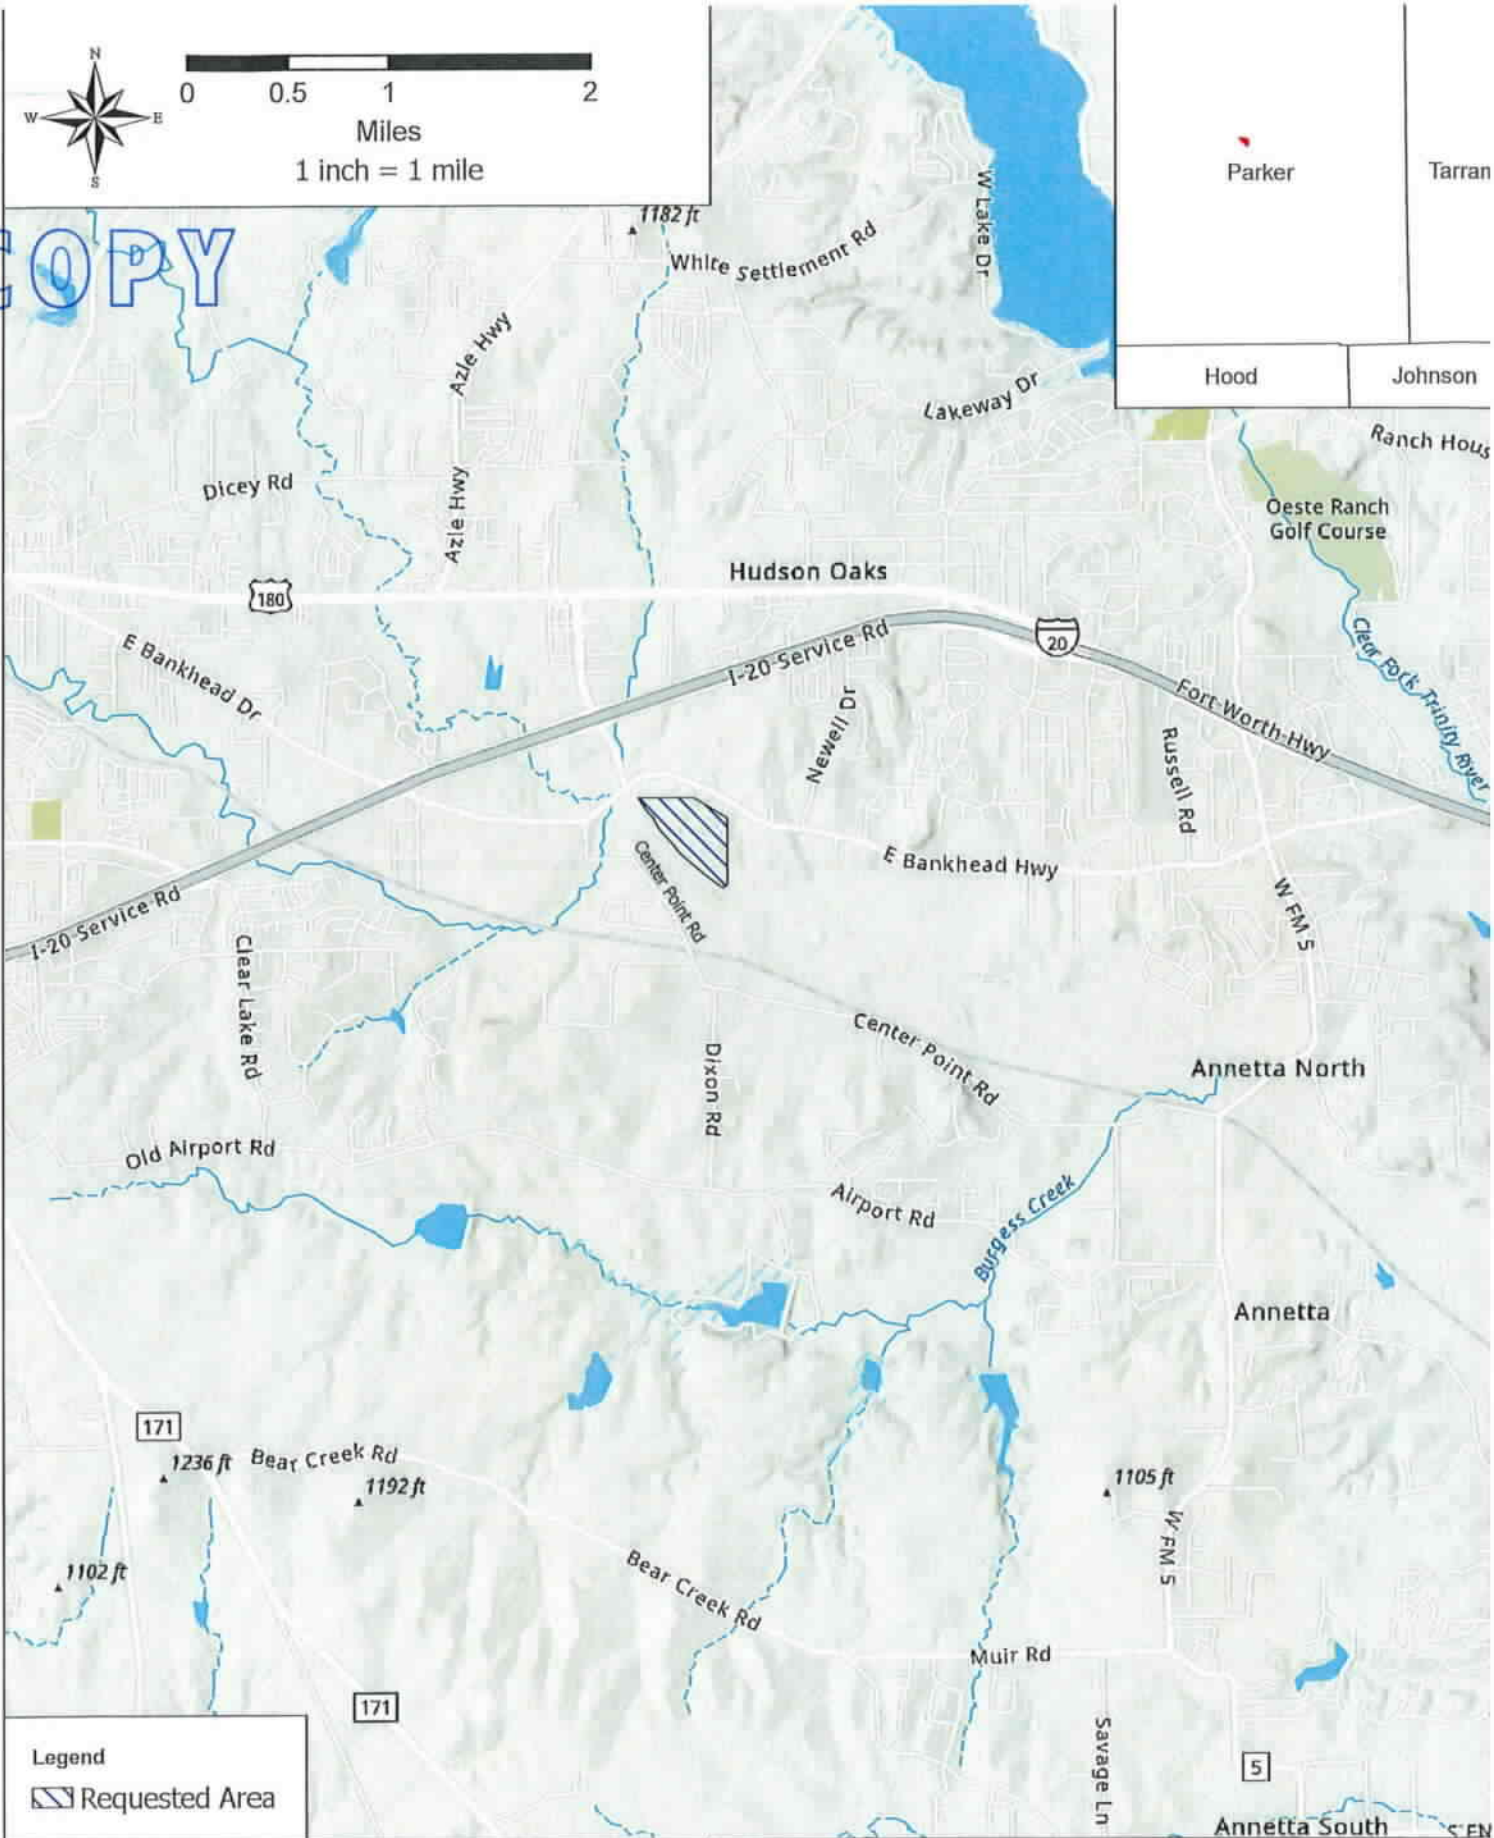 N
W E
S
0 0.5 1 2
Miles
1 inch = 1 mile
Parker
Tarran
Hood
Johnson
COPY
1182 ft
White Settlement Rd
W Lake Dr
Azle Hwy
Lakeway Dr
Ranch Hous
Dicey Rd
Azle Hwy
Oeste Ranch
Golf Course
Hudson Oaks
180
20
I-20 Service Rd
E Bankhead Dr
Clear Fork Trinity River
Fort Worth Hwy
Newell Dr
Russell Rd
Center Point Rd
E Bankhead Hwy
W FM 5
I-20 Service Rd
Clear Lake Rd
Center Point Rd
Dixon Rd
Annetta North
Old Airport Rd
Airport Rd
Burgess Creek
Annetta
171
1236 ft
Bear Creek Rd
1192 ft
1105 ft
W FM 5
1102 ft
Bear Creek Rd
Muir Rd
171
Savage Ln
5
Legend
Requested Area
Annetta South